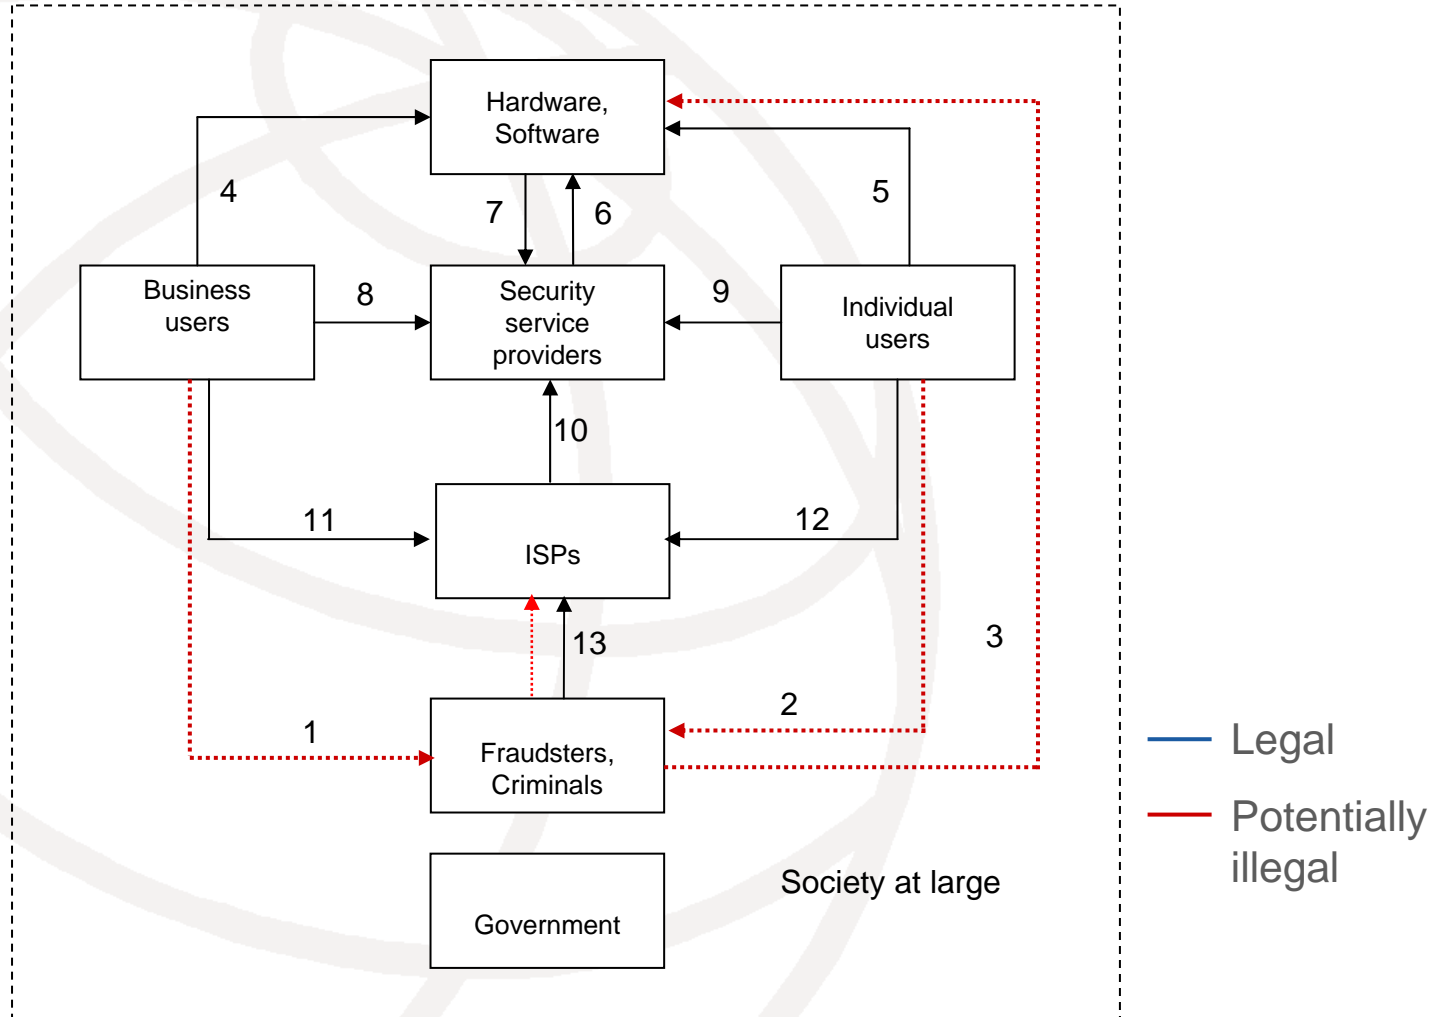 Hardware,
Software
4
7
6
5
Business
users
8
Security
service
providers
9
Individual
users
10
11
12
ISPs
13
3
2
1
Fraudsters,
Criminals
Legal
Potentially
illegal
Society at large
Government